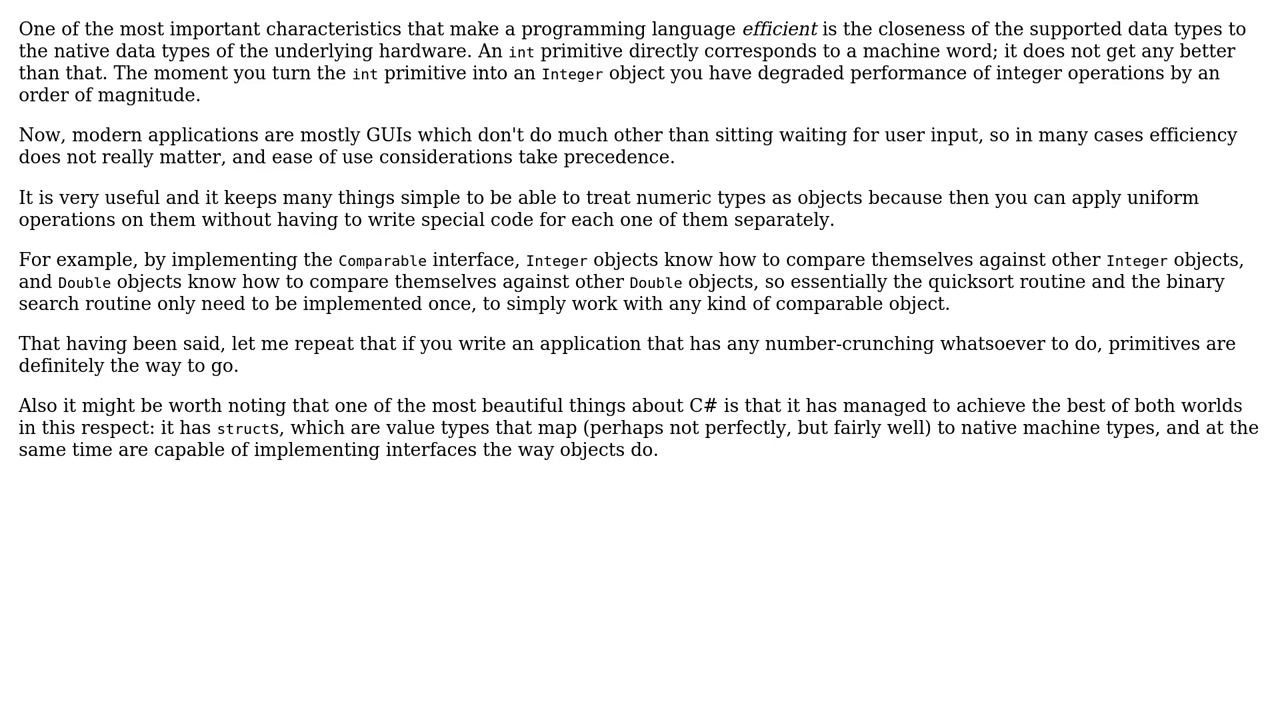 One of the most important characteristics that make a programming language efficient is the closeness of the supported data types to
the native data types of the underlying hardware. An int primitive directly corresponds to a machine word; it does not get any better
than that. The moment you turn the int primitive into an Integer object you have degraded performance of integer operations by an
order of magnitude.
Now, modern applications are mostly GUIs which don't do much other than sitting waiting for user input, so in many cases efficiency
does not really matter, and ease of use considerations take precedence.
It is very useful and it keeps many things simple to be able to treat numeric types as objects because then you can apply uniform
operations on them without having to write special code for each one of them separately.
For example, by implementing the Comparable interface, Integer objects know how to compare themselves against other Integer objects,
and Double objects know how to compare themselves against other Double objects, so essentially the quicksort routine and the binary
search routine only need to be implemented once, to simply work with any kind of comparable object.
That having been said, let me repeat that if you write an application that has any number-crunching whatsoever to do, primitives are
definitely the way to go.
Also it might be worth noting that one of the most beautiful things about C# is that it has managed to achieve the best of both worlds
in this respect: it has structs, which are value types that map (perhaps not perfectly, but fairly well) to native machine types, and at the
same time are capable of implementing interfaces the way objects do.